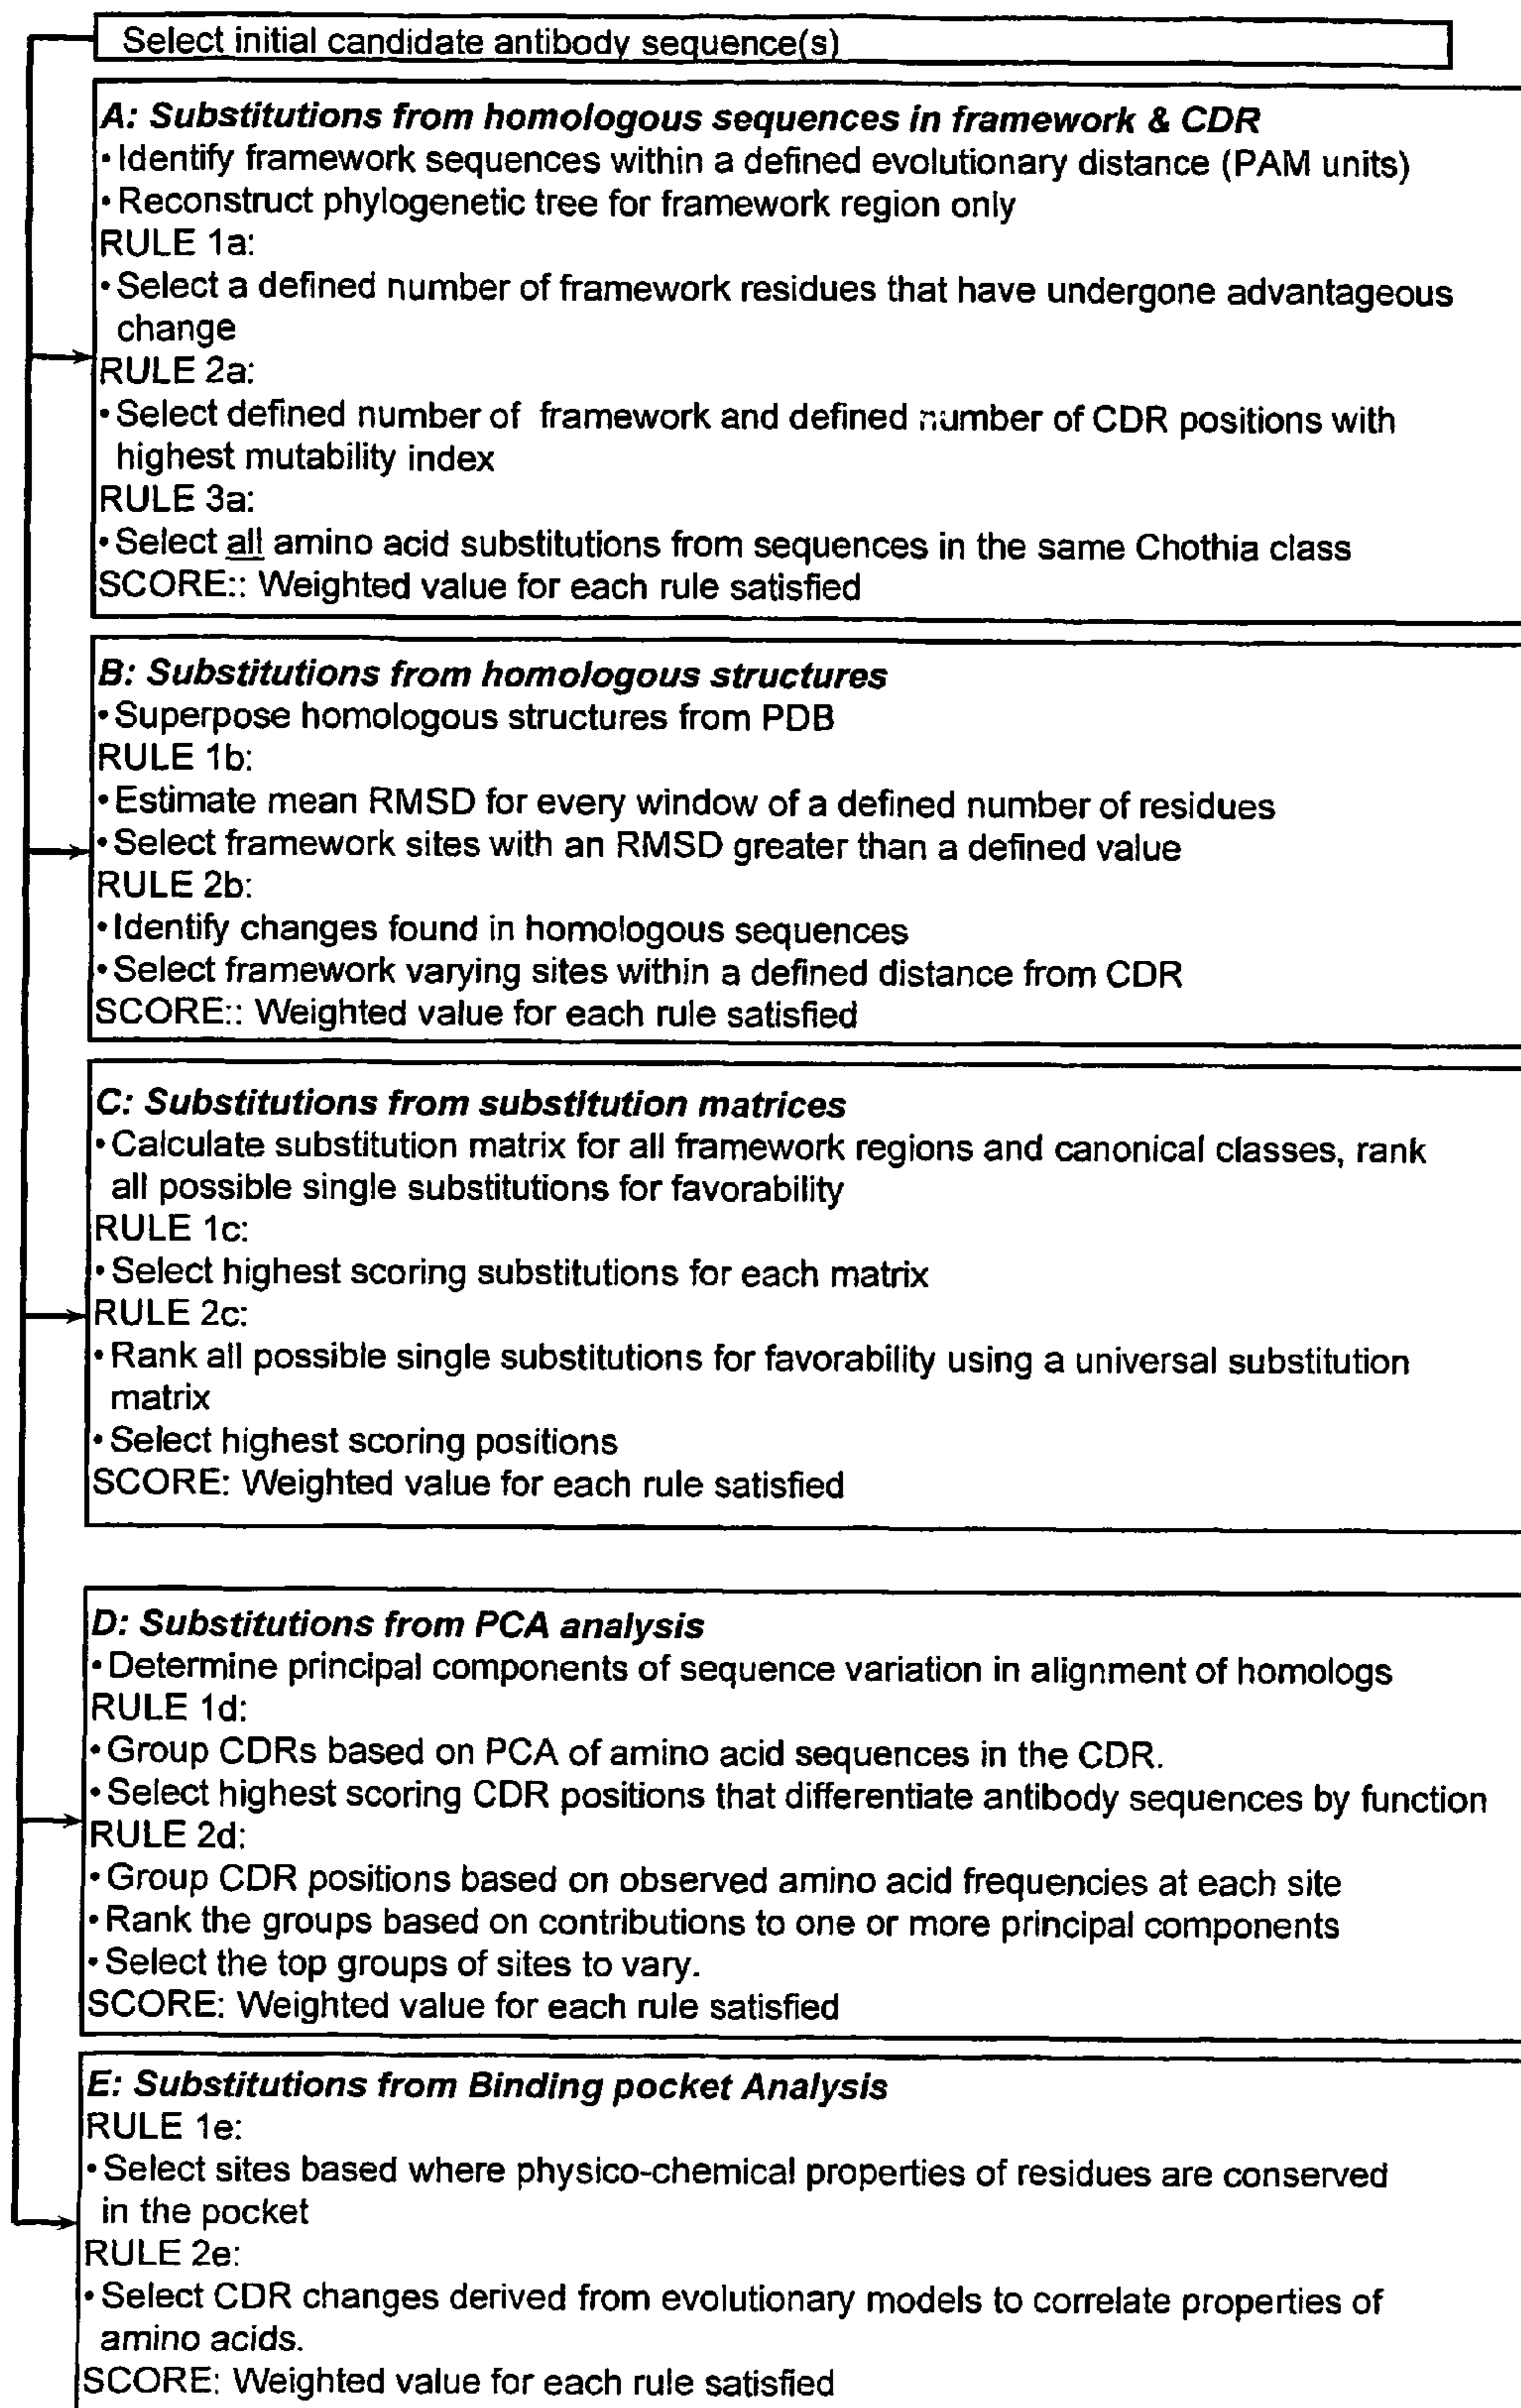 Select initial candidate antibody sequence(s)
A: Substitutions from homologous sequences in framework & CDR
• Identify framework sequences within a defined evolutionary distance (PAM units)
• Reconstruct phylogenetic tree for framework region only
RULE 1a:
• Select a defined number of framework residues that have undergone advantageous
change
RULE 2a:
• Select defined number of framework and defined number of CDR positions with
highest mutability index
RULE 3a:
• Select all amino acid substitutions from sequences in the same Chothia class
SCORE:: Weighted value for each rule satisfied
B: Substitutions from homologous structures
• Superpose homologous structures from PDB
RULE 1b:
• Estimate mean RMSD for every window of a defined number of residues
• Select framework sites with an RMSD greater than a defined value
RULE 2b:
• Identify changes found in homologous sequences
• Select framework varying sites within a defined distance from CDR
SCORE:: Weighted value for each rule satisfied
C: Substitutions from substitution matrices
• Calculate substitution matrix for all framework regions and canonical classes, rank
all possible single substitutions for favorability
RULE 1c:
• Select highest scoring substitutions for each matrix
RULE 2c:
• Rank all possible single substitutions for favorability using a universal substitution
matrix
• Select highest scoring positions
SCORE: Weighted value for each rule satisfied
D: Substitutions from PCA analysis
• Determine principal components of sequence variation in alignment of homologs
RULE 1d:
• Group CDRs based on PCA of amino acid sequences in the CDR.
• Select highest scoring CDR positions that differentiate antibody sequences by function
RULE 2d:
• Group CDR positions based on observed amino acid frequencies at each site
• Rank the groups based on contributions to one or more principal components
• Select the top groups of sites to vary.
SCORE: Weighted value for each rule satisfied
E: Substitutions from Binding pocket Analysis
RULE 1e:
• Select sites based where physico-chemical properties of residues are conserved
in the pocket
RULE 2e:
• Select CDR changes derived from evolutionary models to correlate properties of
amino acids.
SCORE: Weighted value for each rule satisfied